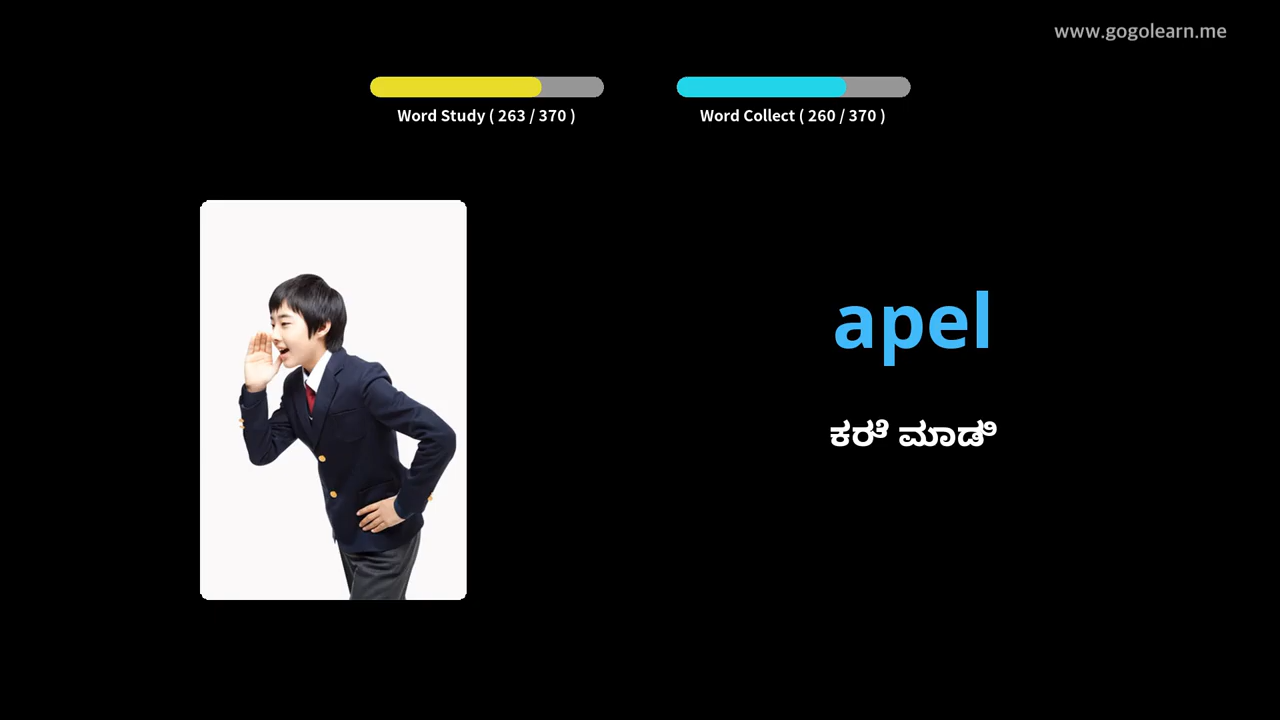 www.gogolearn.me
Word Study ( 263 / 370 )
Word Collect ( 260 / 370 )
apel
ಕರೆ ಮಾಡಿ